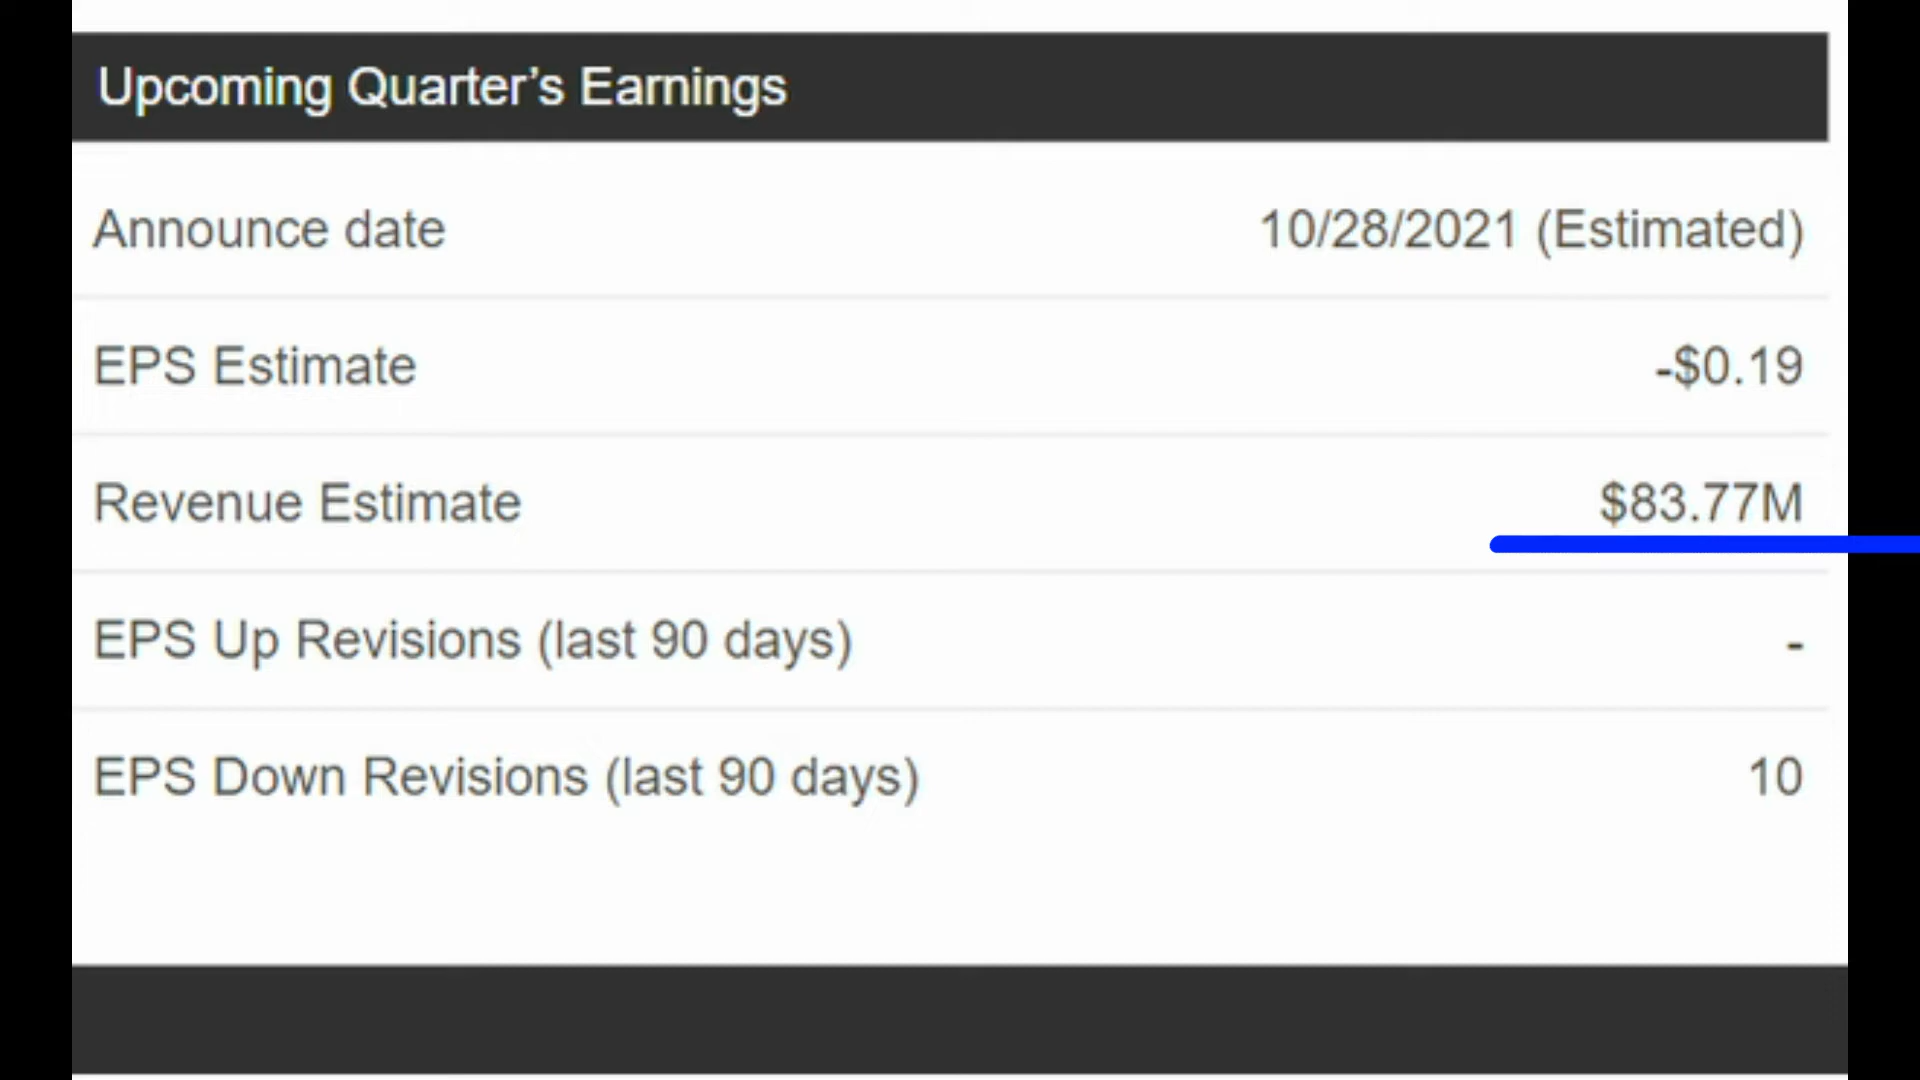 Upcoming Quarter’s Earnings
Announce date 10/28/2021 (Estimated)
EPS Estimate -$0.19
Revenue Estimate $83.77M
EPS Up Revisions (last 90 days) -
EPS Down Revisions (last 90 days) 10